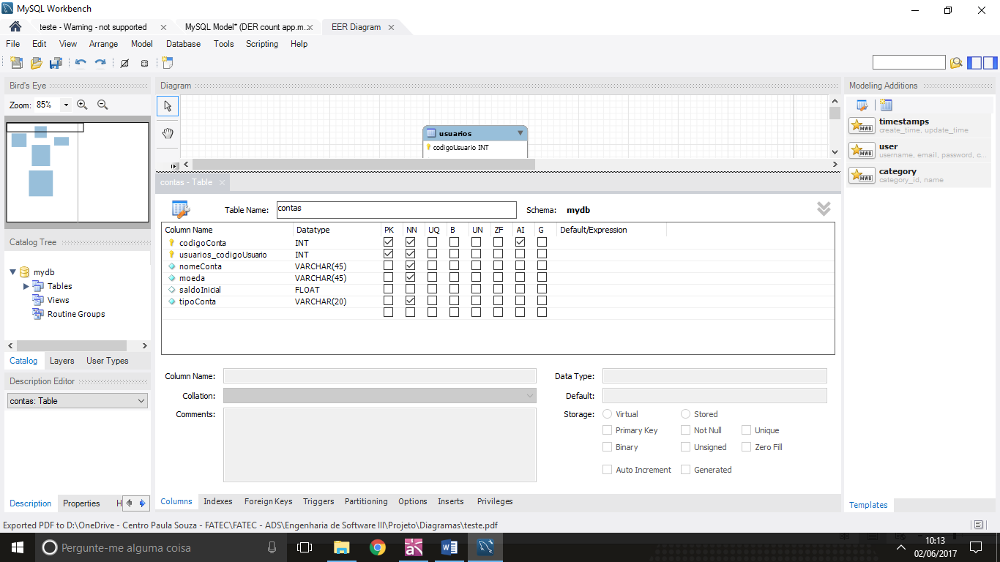 MySQL Workbench
teste - Warning - not supported
MySQL Model* (DER count app.m...
EER Diagram
File Edit View Arrange Model Database Tools Scripting Help
Bird's Eye
Diagram
Modeling Additions
Zoom: 85%
timestamps
create_time, update_time
user
username, email, password, c...
category
category_id, name
usuarios
codigoUsuario INT
contas - Table
Table Name: contas Schema: mydb
Column Name Datatype PK NN UQ B UN ZF AI G Default/Expression
codigoConta INT
usuarios_codigoUsuario INT
nomeConta VARCHAR(45)
moeda VARCHAR(45)
saldoInicial FLOAT
tipoConta VARCHAR(20)
Catalog Tree
mydb
Tables
Views
Routine Groups
Catalog Layers User Types
Description Editor
contas: Table
Column Name: Data Type:
Collation: Default:
Comments: Storage: Virtual Stored
Primary Key Not Null Unique
Binary Unsigned Zero Fill
Auto Increment Generated
Description Properties H
Columns Indexes Foreign Keys Triggers Partitioning Options Inserts Privileges
Templates
Exported PDF to D:\OneDrive - Centro Paula Souza - FATEC\FATEC - ADS\Engenharia de Software III\Projeto\Diagramas\teste.pdf
Pergunte-me alguma coisa
10:13
02/06/2017